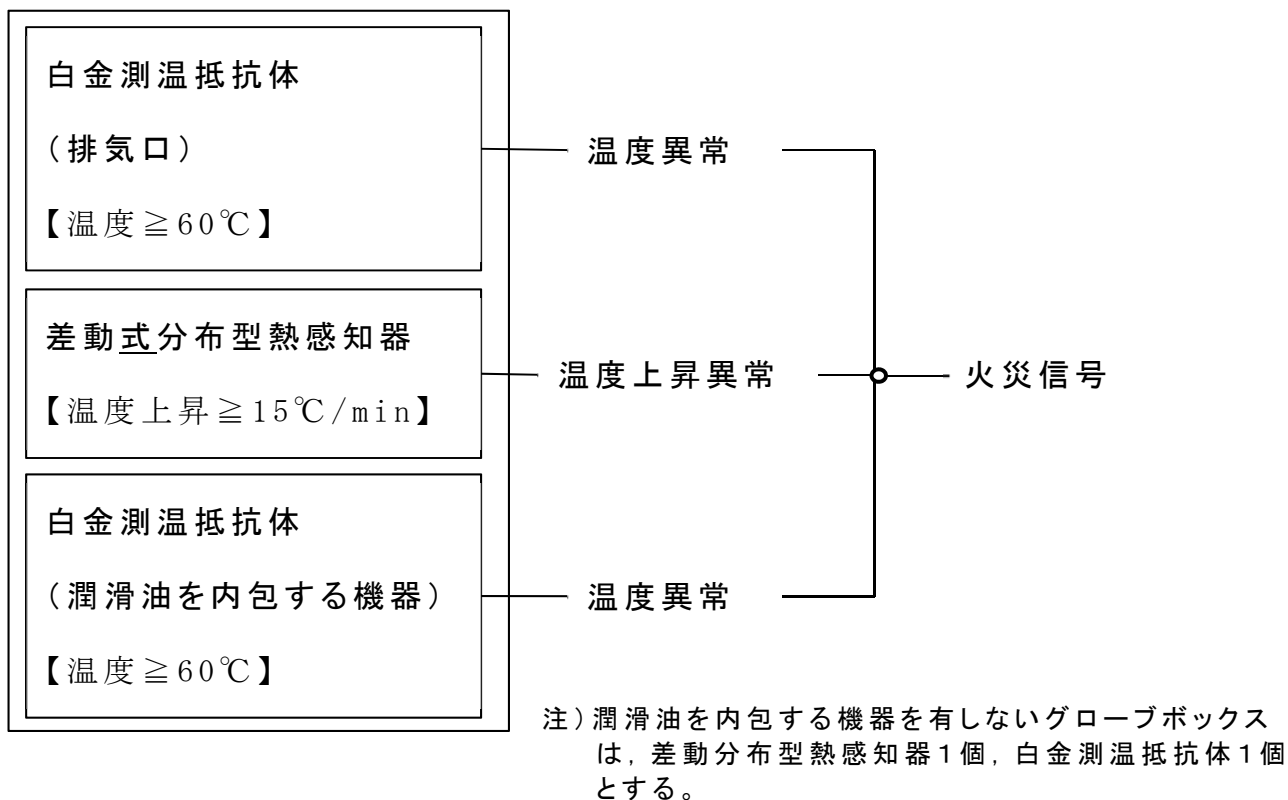 白金測温抵抗体
（排気口）
【温度≧60℃】
温度異常
差動式分布型熱感知器
【温度上昇≧15℃/min】
温度上昇異常
火災信号
白金測温抵抗体
（潤滑油を内包する機器）
【温度≧60℃】
温度異常
注）潤滑油を内包する機器を有しないグローブボックス
は，差動分布型熱感知器1個，白金測温抵抗体1個
とする。